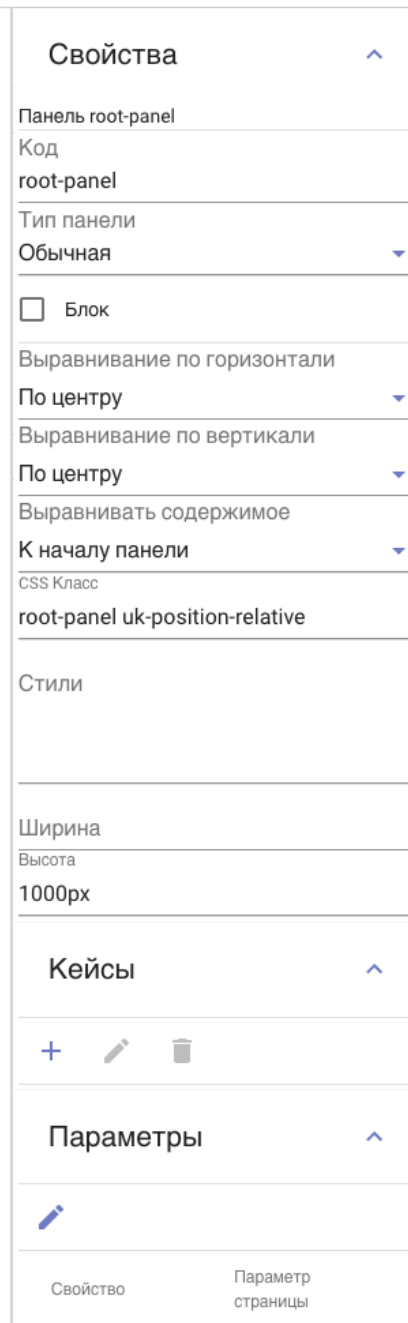 Свойства
Панель root-panel
Код
root-panel
Тип панели
Обычная
Блок
Выравнивание по горизонтали
По центру
Выравнивание по вертикали
По центру
Выравнивать содержимое
К началу панели
CSS Класс
root-panel uk-position-relative
Стили
Ширина
Высота
1000px
Кейсы
Параметры
Свойство
Параметр
страницы